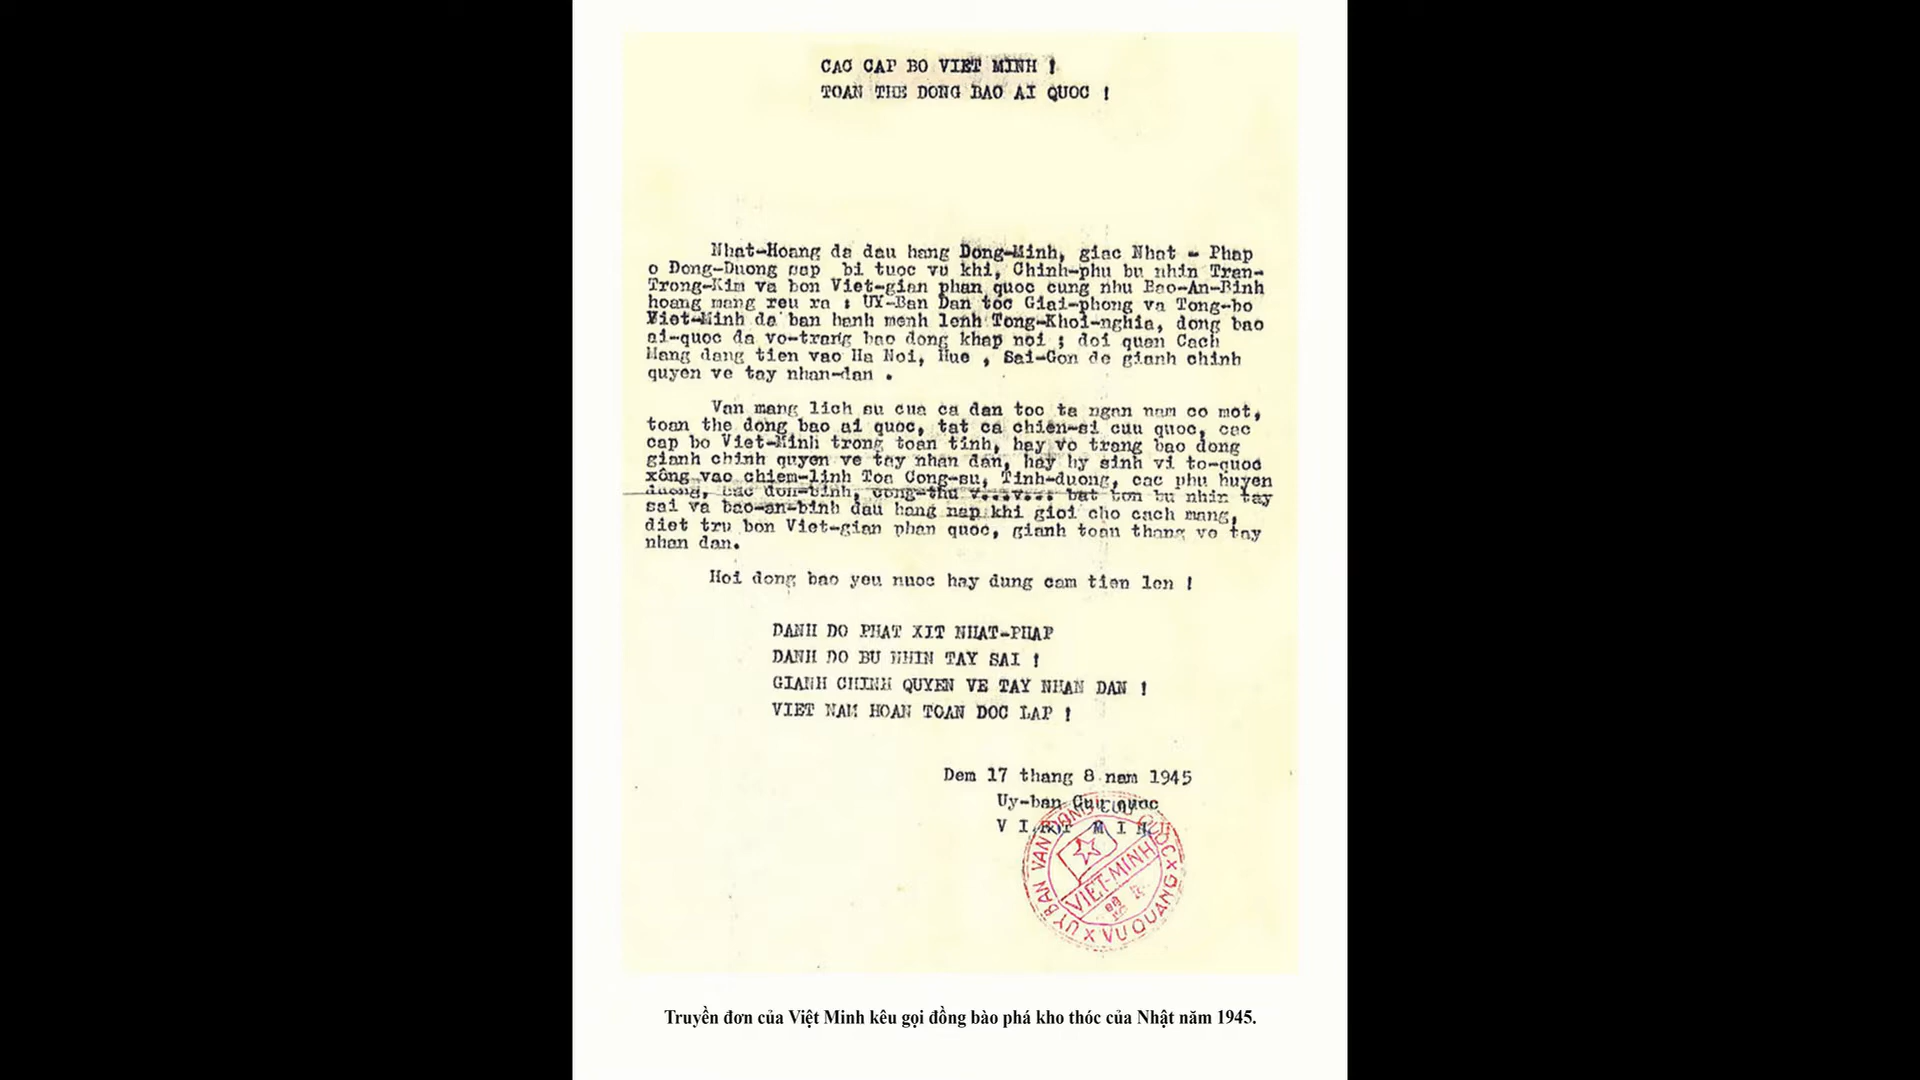 CAC CAP BO VIET MINH !
TOAN THE DONG BAO AI QUOC !
Nhat-Hoang da dau hang Dong-Minh, giac Nhat - Phap
o Dong-Duong sap bi tuoc vu khi, Chinh-phu bu nhin Tran-
Trong-Kim va bon Viet-gian phan quoc cung nhu Bao-An-Binh
hoang mang reu ra : UY-Ban Dan toc Giai-phong va Tong-bo
Viet-Minh da ban hanh menh lenh Tong-Khoi-nghia, dong bao
ai-quoc da vo-trang bao dong khap noi ; doi quan Cach
Mang dang tien vao Ha Noi, Hue , Sai-Gon de gianh chinh
quyen ve tay nhan-dan .
Van mang lich su cua ca dan toc ta ngan nam co mot,
toan the dong bao ai quoc, tat ca chien-si cuu quoc, cac
cap bo Viet-Minh trong toan tinh, hay vo trang bao dong
gianh chinh quyen ve tay nhan dan, hay hy sinh vi to-quoc
xông vao chiem-linh Toa Cong-su, Tinh-duong, cac phu huyen
duong, cac don-binh, cong-thu v...v... bat bon bu nhin tay
sai va bao-an-binh dau hang nap khi gioi cho cach mang,
diet tru bon Viet-gian phan quoc, gianh toan thang ve tay
nhan dan.
Hoi dong bao yeu nuoc hay dung cam tien len !
DANH DO PHAT XIT NHAT-PHAP
DANH DO BU NHIN TAY SAI !
GIANH CHINH QUYEN VE TAY NHAN DAN !
VIET NAM HOAN TOAN DOC LAP !
Dem 17 thang 8 nam 1945
Uy-ban Cuu quoc
V I E T M I N H
UY BAN VAN DONG CUU QUOC x VU QUANG x
VIET-MINH
Truyền đơn của Việt Minh kêu gọi đồng bào phá kho thóc của Nhật năm 1945.